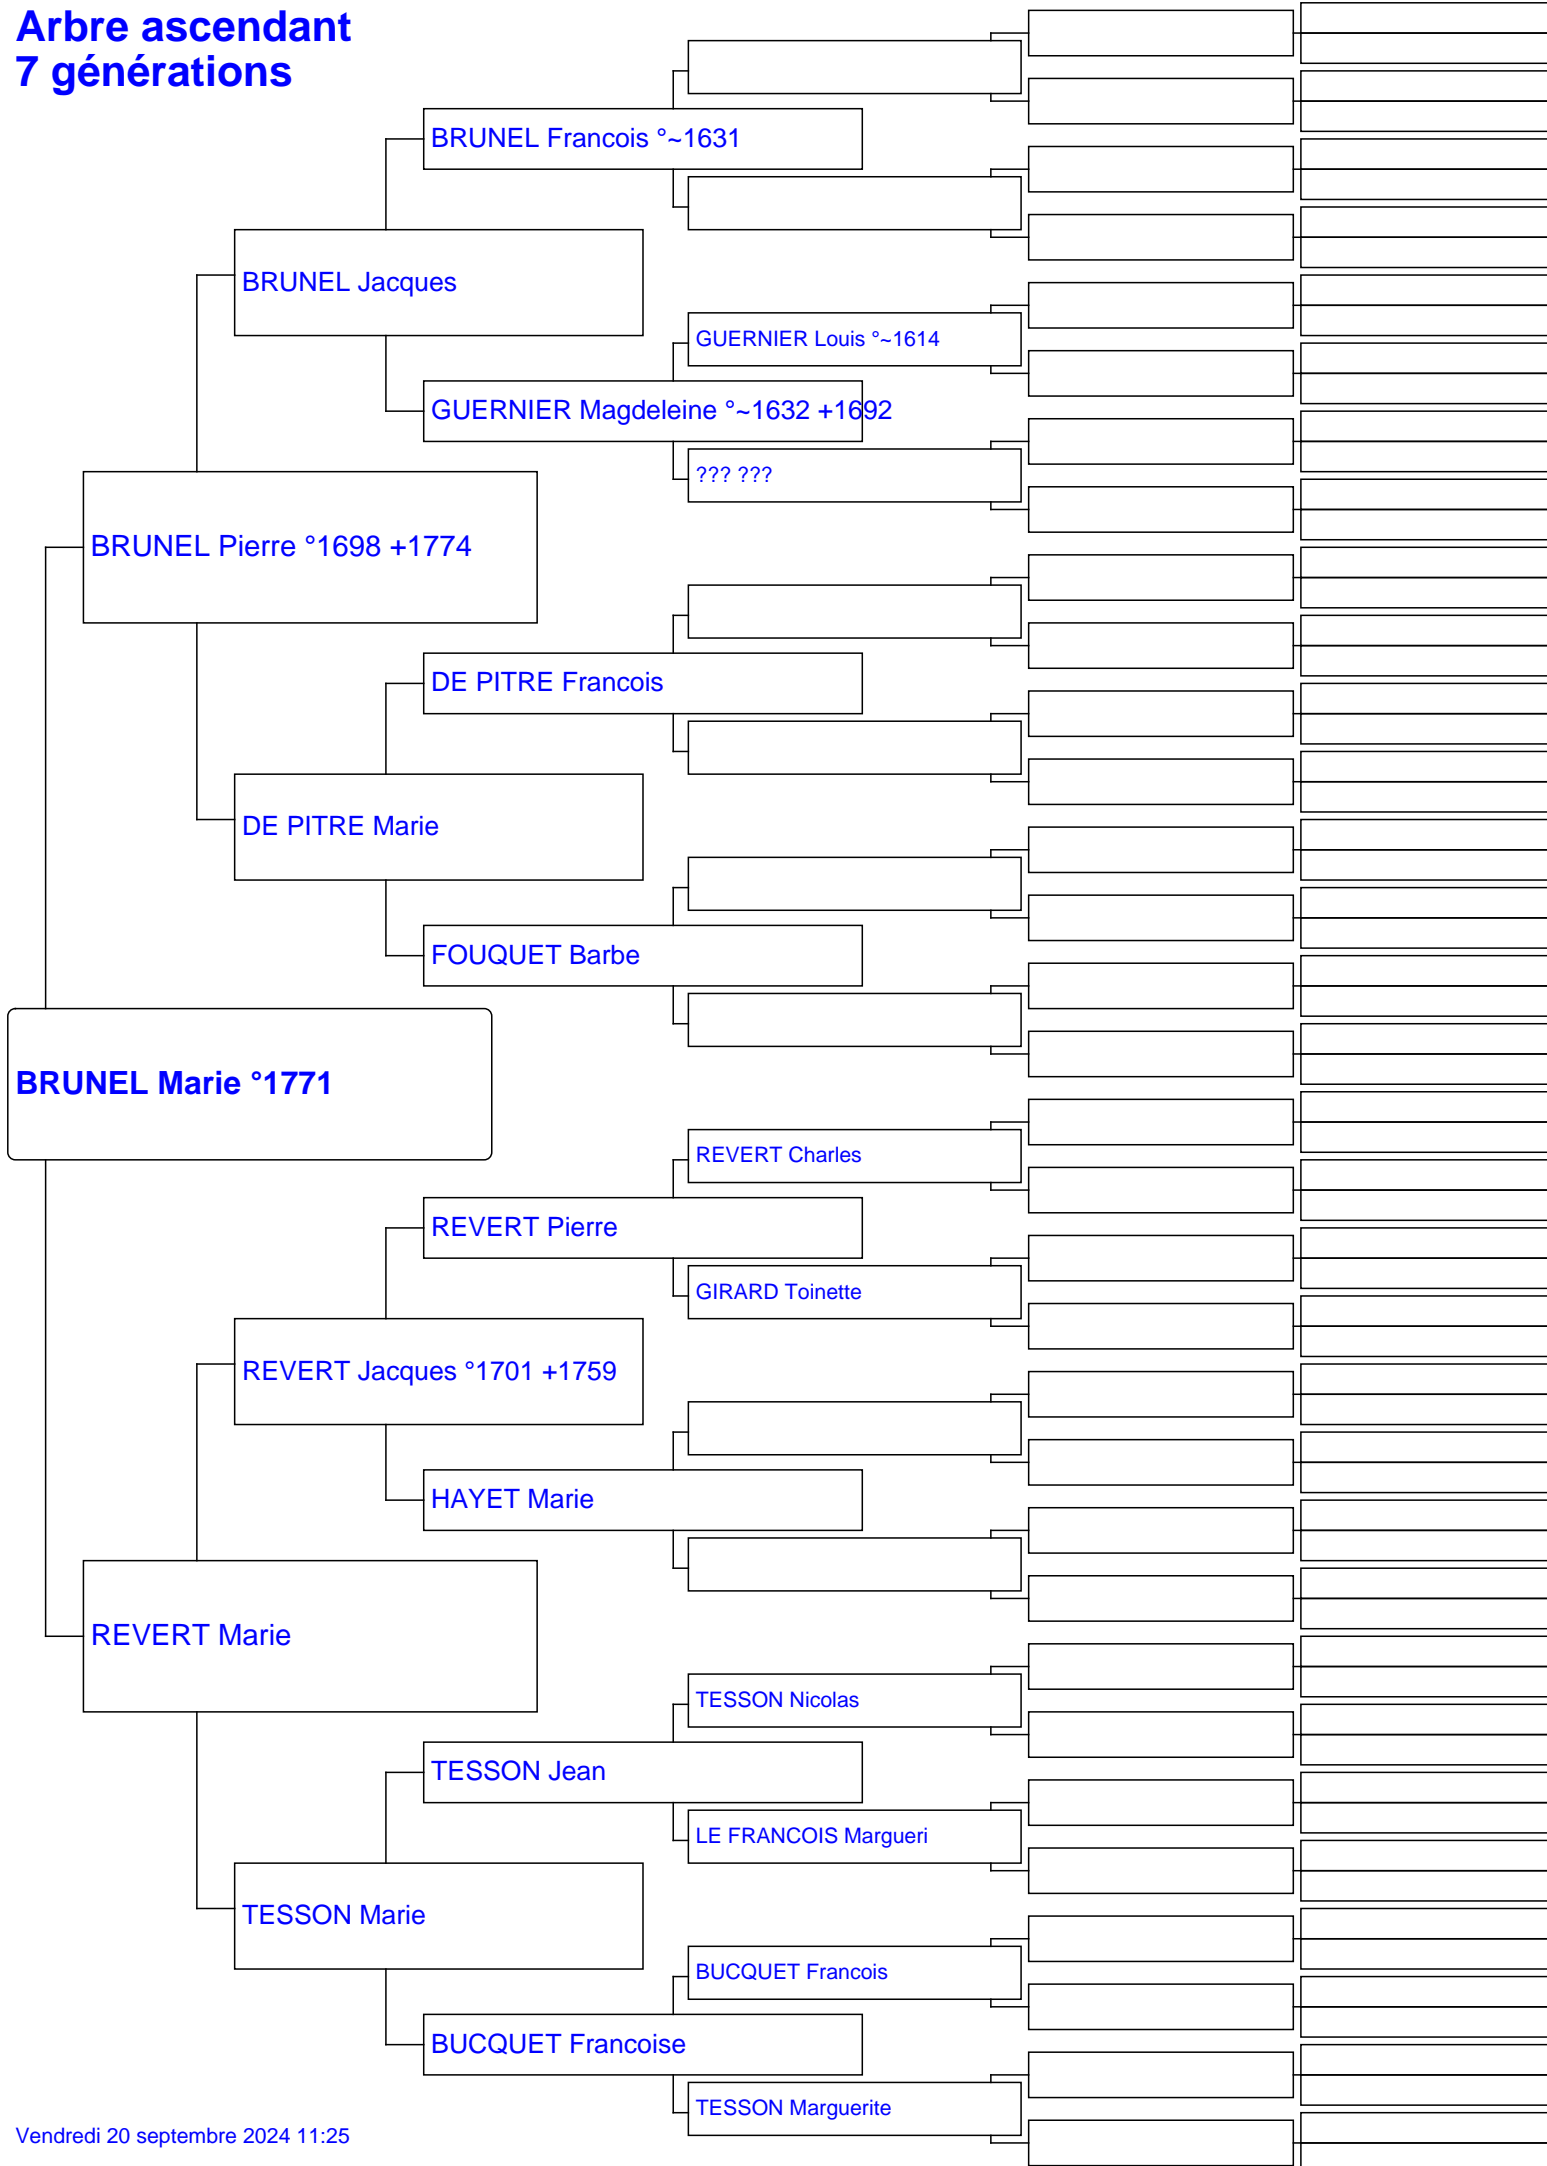 Arbre ascendant
7 générations
BRUNEL Francois °~1631
BRUNEL Jacques
GUERNIER Louis °~1614
GUERNIER Magdeleine °~1632 +1692
??? ???
BRUNEL Pierre °1698 +1774
DE PITRE Francois
DE PITRE Marie
FOUQUET Barbe
BRUNEL Marie °1771
REVERT Charles
REVERT Pierre
GIRARD Toinette
REVERT Jacques °1701 +1759
HAYET Marie
REVERT Marie
TESSON Nicolas
TESSON Jean
LE FRANCOIS Margueri
TESSON Marie
BUCQUET Francois
BUCQUET Francoise
TESSON Marguerite
Vendredi 20 septembre 2024 11:25